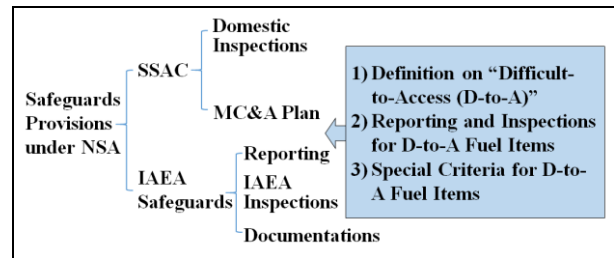 Safeguards
Provisions
under NSA
SSAC
Domestic
Inspections
MC&A Plan
IAEA
Safeguards
Reporting
IAEA
Inspections
Documentations
1) Definition on “Difficult-
to-Access (D-to-A)”
2) Reporting and Inspections
for D-to-A Fuel Items
3) Special Criteria for D-to-
A Fuel Items